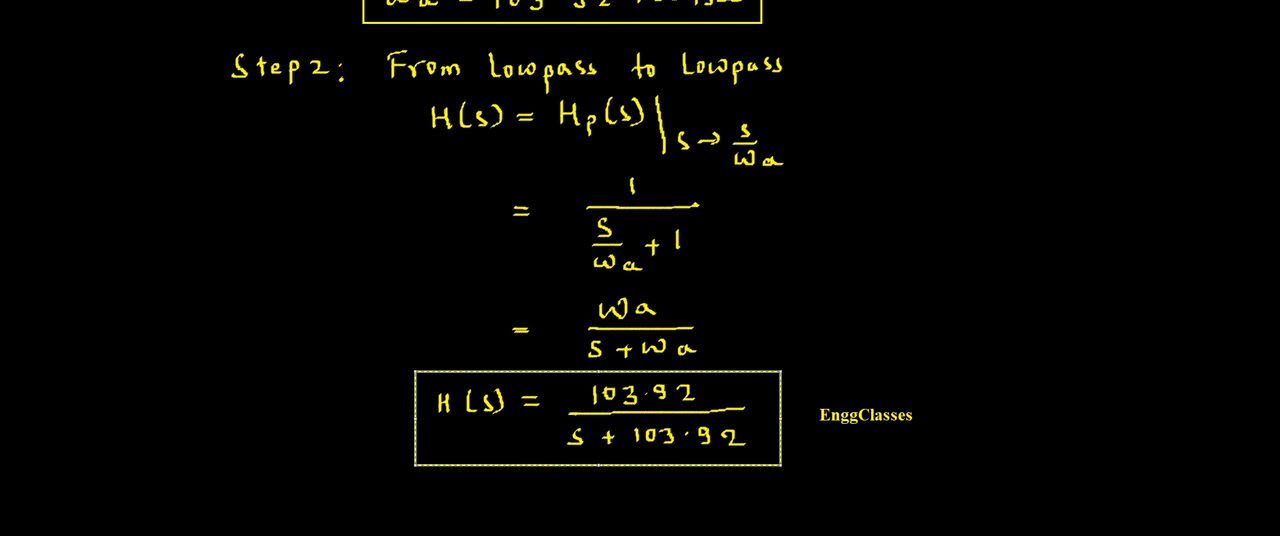 Step 2: From lowpass to Lowpass
H(s) = Hp(s) | s → s/ωa
= 1 / (s/ωa + 1)
= ωa / (s + ωa)
H(s) = 103.92 / (s + 103.92)
EnggClasses